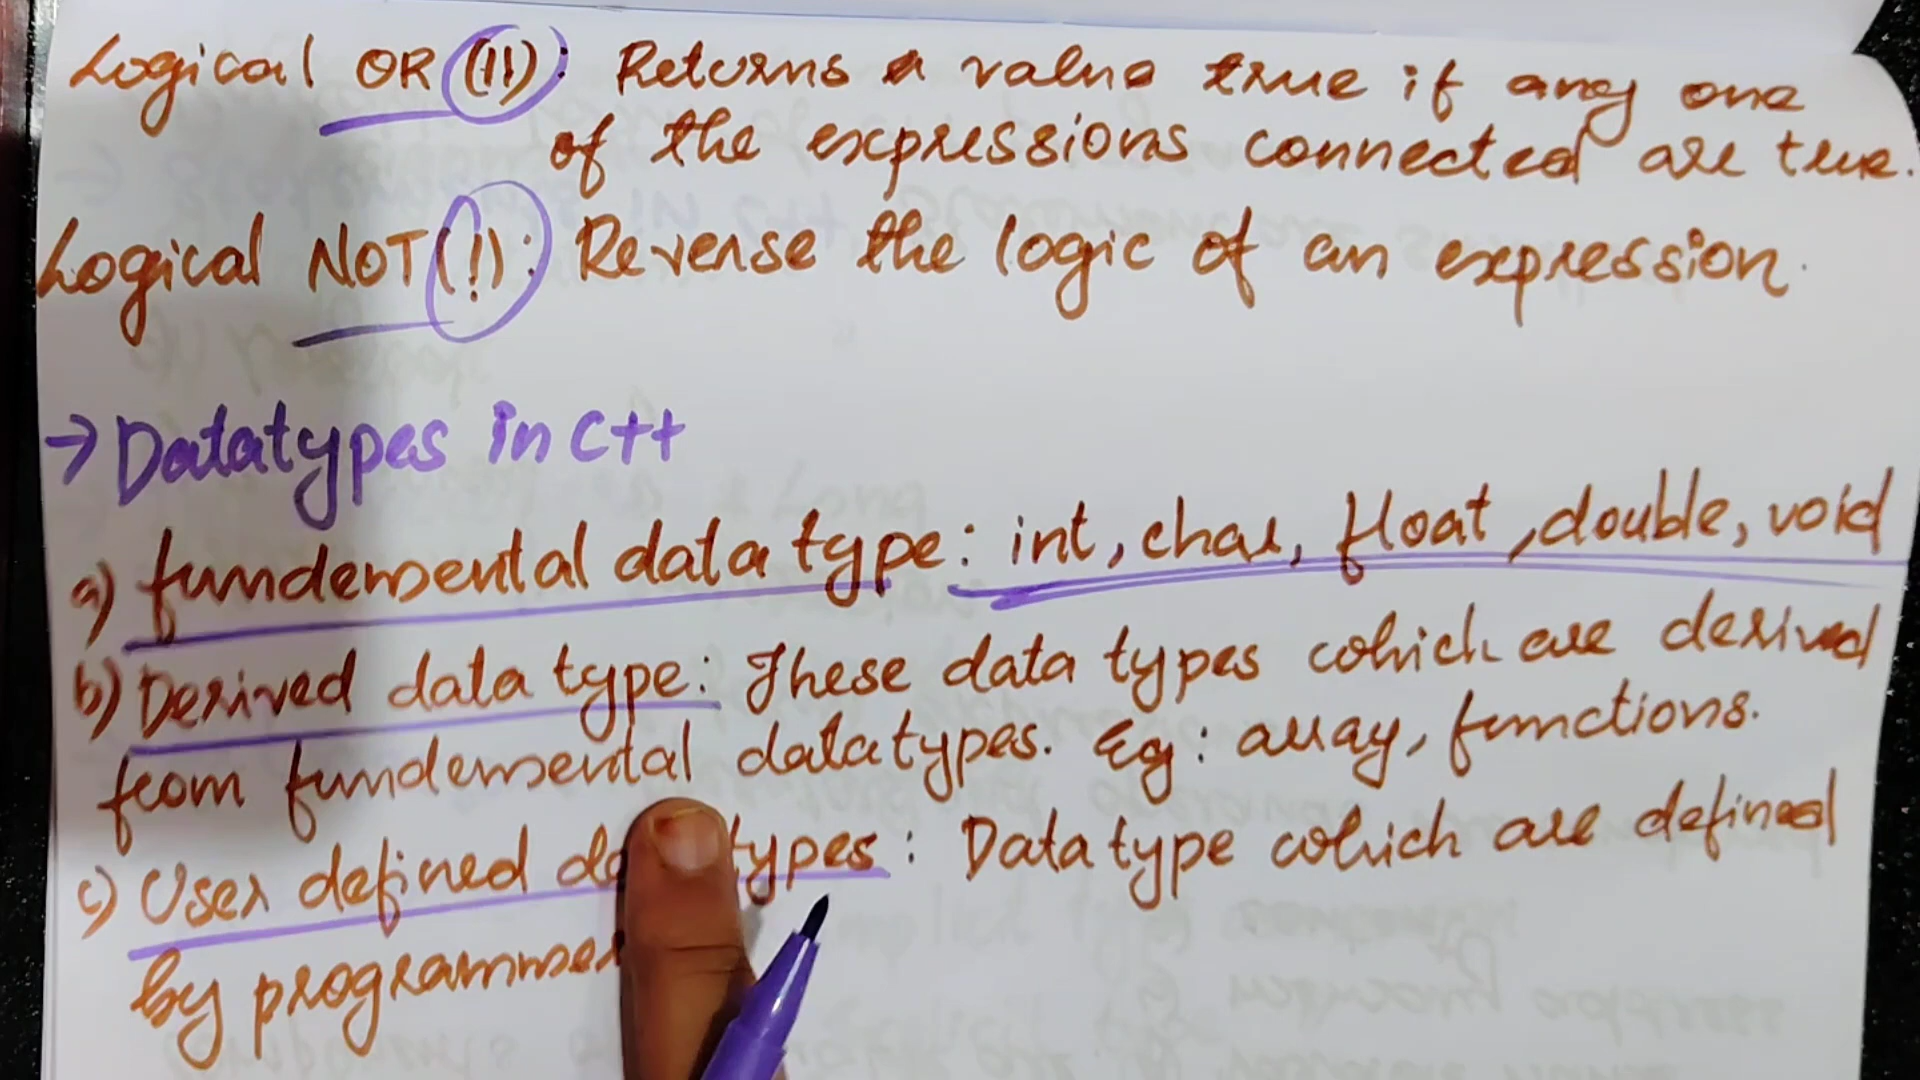 Logical OR (||): Returns a value true if any one
of the expressions connected are true.
Logical NOT(!): Reverse the logic of an expression.
→ Datatypes in C++
a) fundemental data type: int, char, float, double, void
b) Derived data type: These data types which are derived
from fundemental datatypes. Eg: array, functions.
c) User defined types: Data type which are defined
by programmer